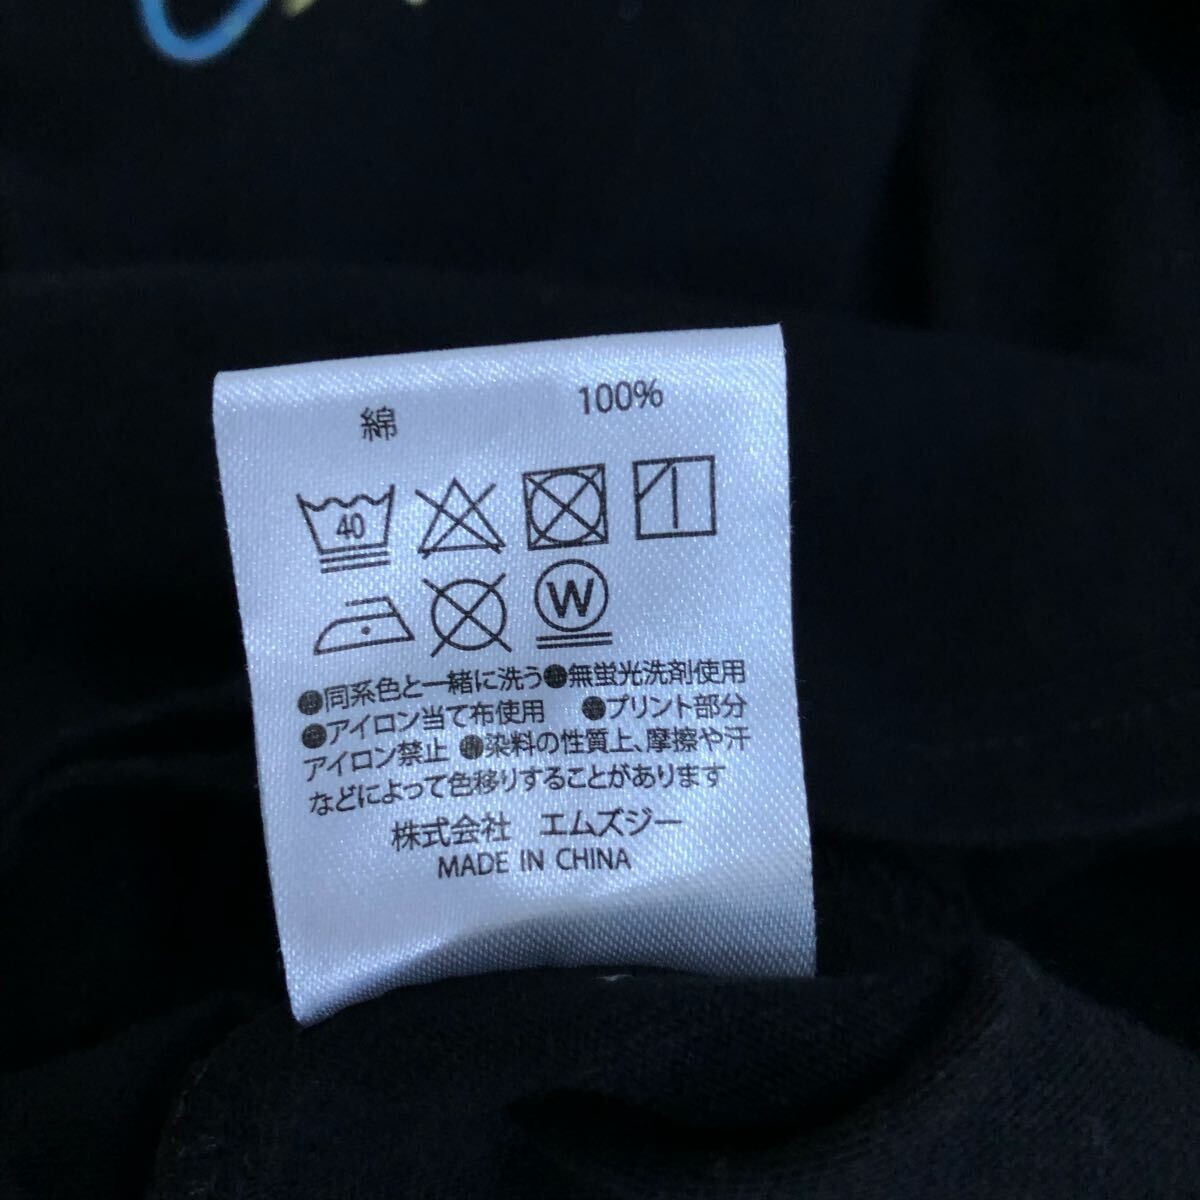 綿 100%
40
W
●同系色と一緒に洗う●無蛍光洗剤使用
●アイロン当て布使用 ●プリント部分
アイロン禁止 ●染料の性質上、摩擦や汗
などによって色移りすることがあります
株式会社 エムズジー
MADE IN CHINA